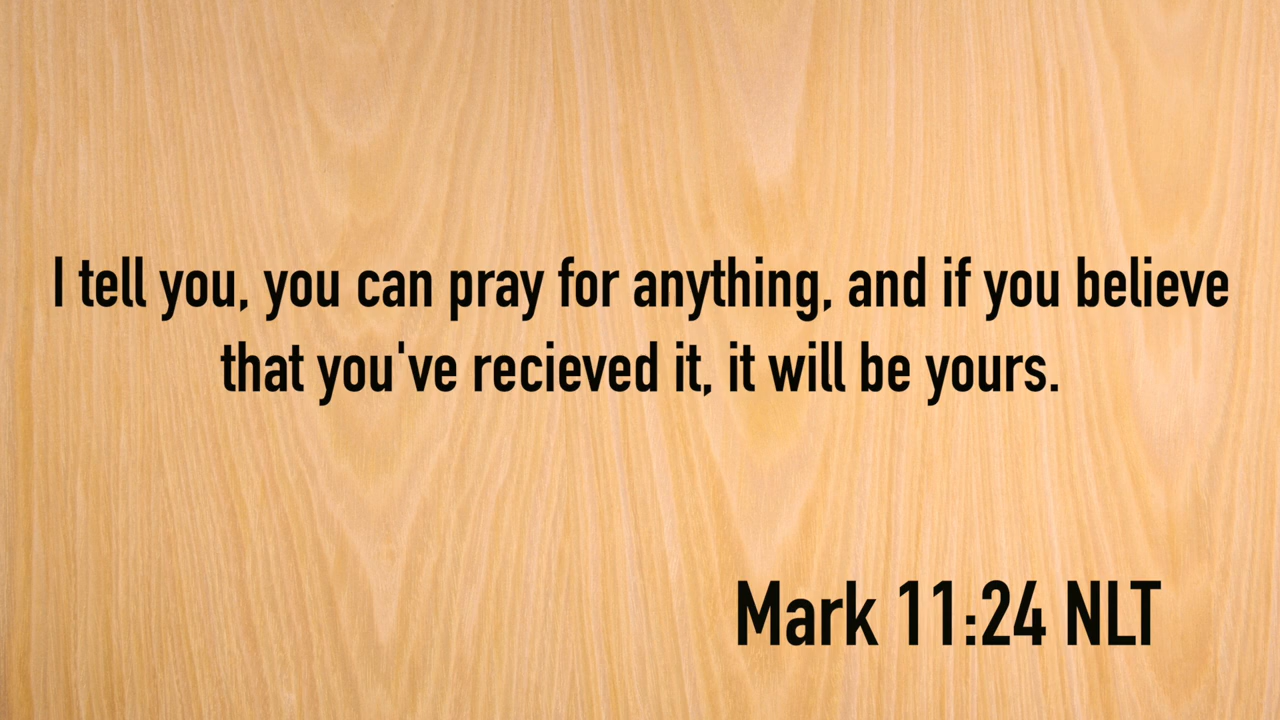 I tell you, you can pray for anything, and if you believe
that you've recieved it, it will be yours.
Mark 11:24 NLT